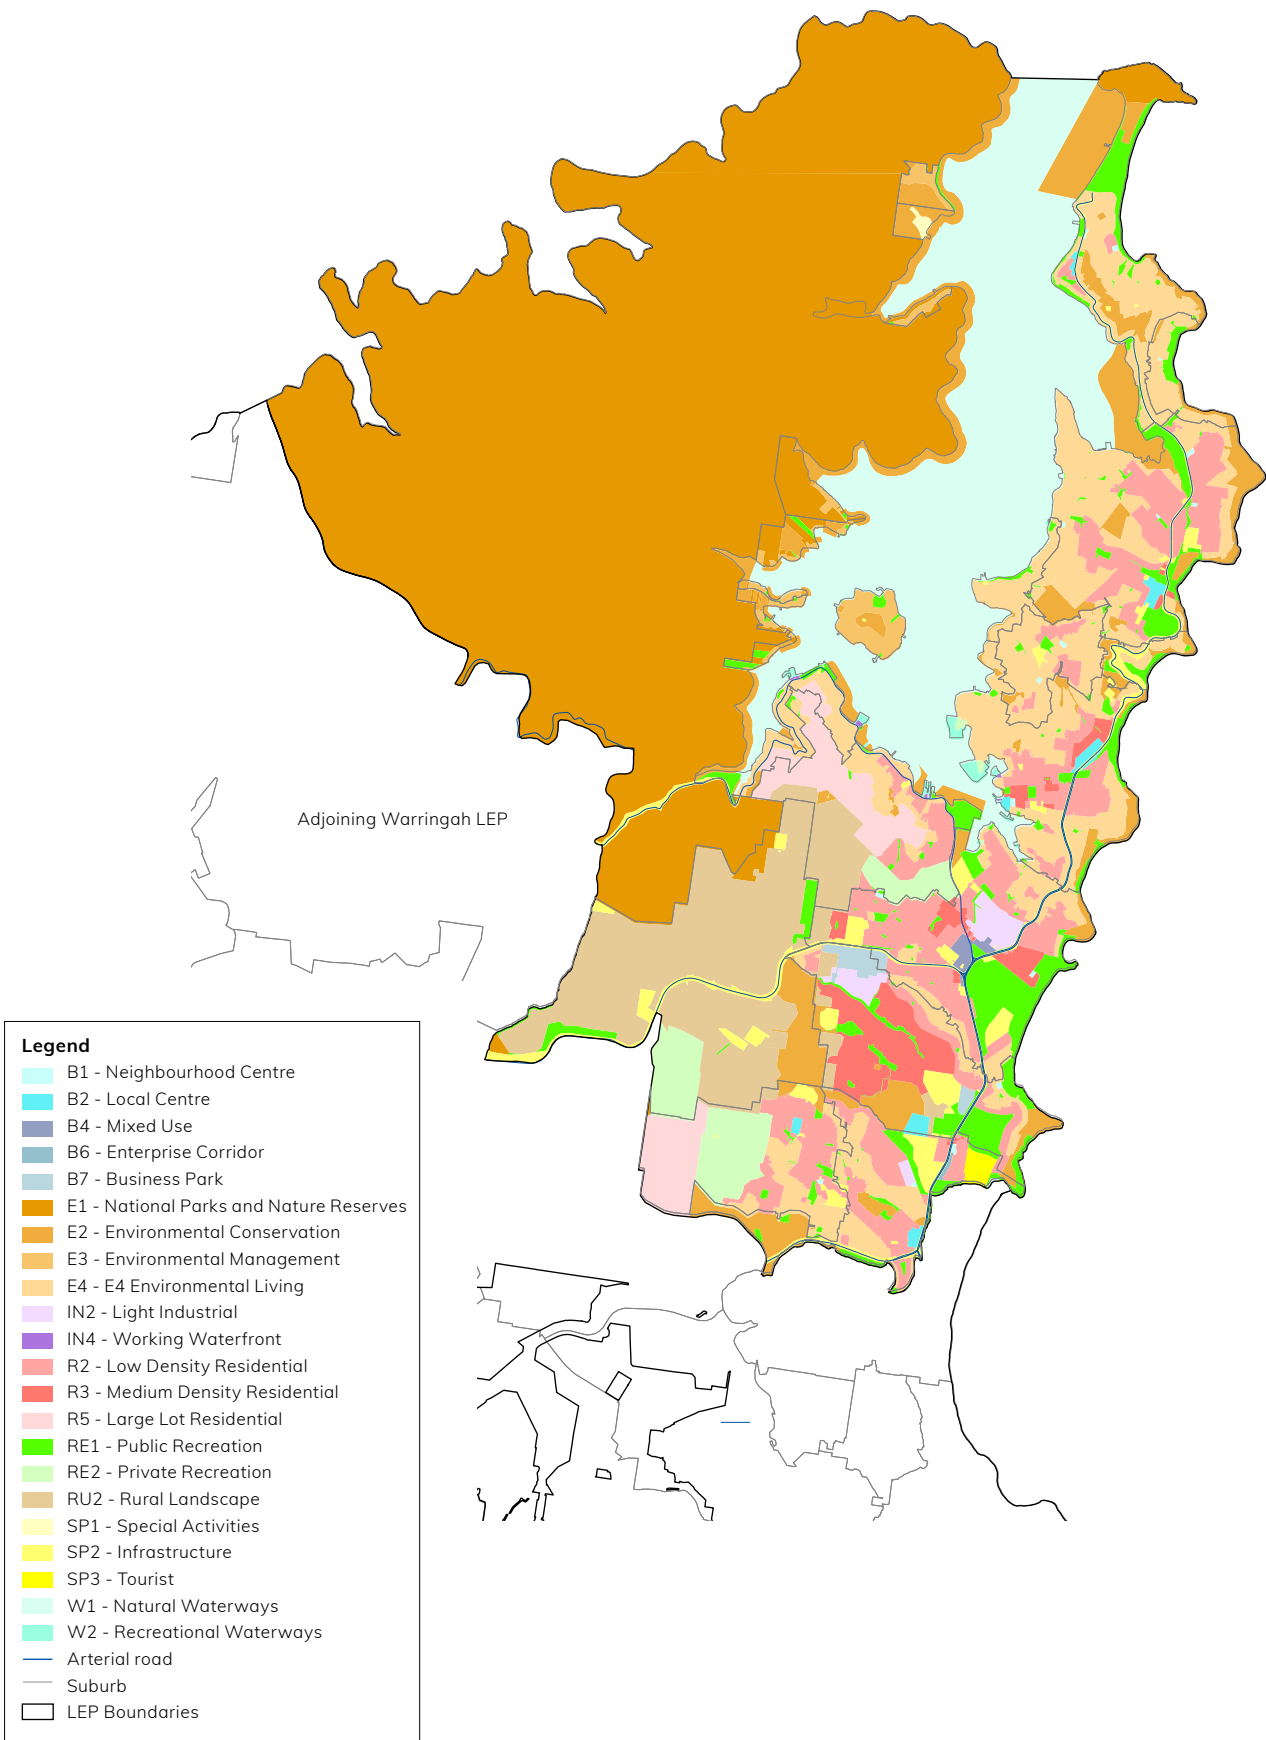 Adjoining Warringah LEP
Legend
B1 - Neighbourhood Centre
B2 - Local Centre
B4 - Mixed Use
B6 - Enterprise Corridor
B7 - Business Park
E1 - National Parks and Nature Reserves
E2 - Environmental Conservation
E3 - Environmental Management
E4 - E4 Environmental Living
IN2 - Light Industrial
IN4 - Working Waterfront
R2 - Low Density Residential
R3 - Medium Density Residential
R5 - Large Lot Residential
RE1 - Public Recreation
RE2 - Private Recreation
RU2 - Rural Landscape
SP1 - Special Activities
SP2 - Infrastructure
SP3 - Tourist
W1 - Natural Waterways
W2 - Recreational Waterways
Arterial road
Suburb
LEP Boundaries